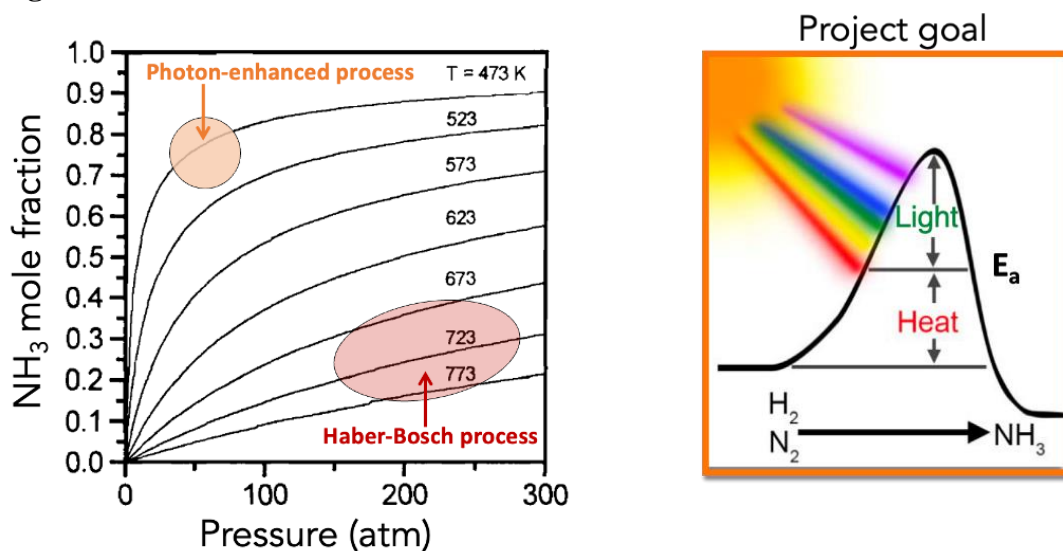 Project goal
1.0
0.9
0.8
0.7
0.6
0.5
0.4
0.3
0.2
0.1
0.0
NH₃ mole fraction
Photon-enhanced process
T = 473 K
523
573
623
673
723
773
Haber-Bosch process
0
100
200
300
Pressure (atm)
Light
Eₐ
Heat
H₂
N₂
NH₃